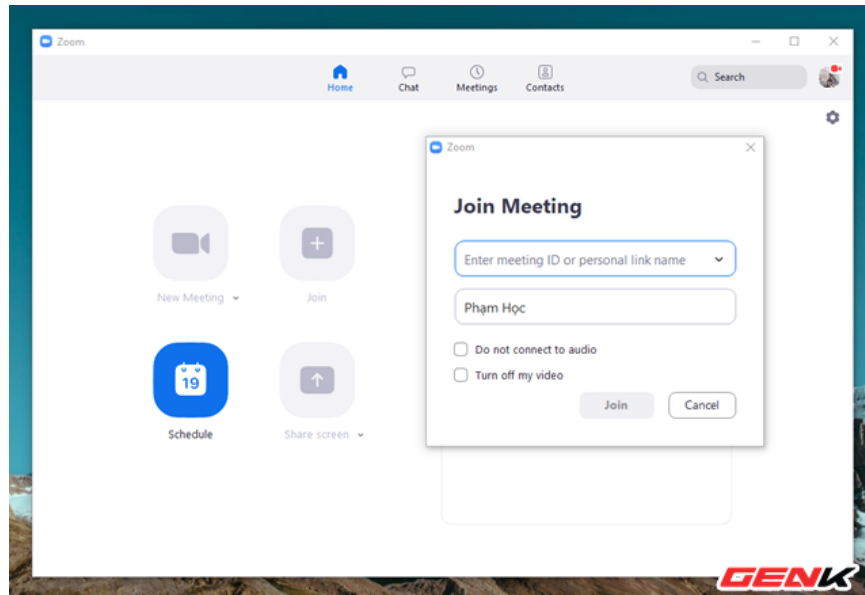 Zoom
Home
Chat
Meetings
Contacts
Search
New Meeting
Join
19
Schedule
Share screen
Zoom
Join Meeting
Enter meeting ID or personal link name
Phạm Học
Do not connect to audio
Turn off my video
Join
Cancel
GENK